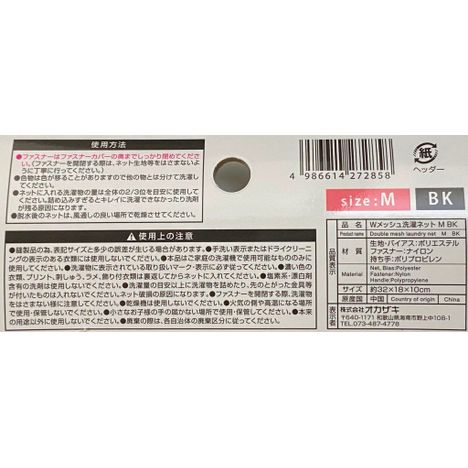 使用方法
●ファスナーはファスナーカバーの奥までしっかり閉めてくださ
い。(ファスナーを開閉する際は、ネット生地等をはさまないよう
に丁寧に行ってください。)
●色物は色が移ることがありますので他の物とは分けて洗濯し
てください。
●ネットに入れる洗濯物の量は全体の2/3位を目安に使用してく
ださい。詰め込みすぎるとキレイに洗濯できなかったり洗剤が
残る原因になります。
●脱水後のネットは、風通しの良い場所で乾燥させてください。
4 986614 272858
紙
ヘッダー
size:M
BK
使用上の注意
●縫製品の為、表記サイズと多少の誤差が生じる場合があります。●手洗い表示またはドライクリーニ
ングの表示のある衣類には使用しないでください。●本品はご家庭の洗濯機で使用可能なものに限りま
す。●洗濯物に表示されている取り扱いマーク・表示に必ず従ってください。●濃い色の
衣類、プリント、刺しゅう、ラメ、飾り付き衣類は裏返してからネットに入れてください。●塩素系・漂白剤
含有の洗剤は使用しないでください。●洗濯量の目安以上に洗濯物を詰めたり、先のとがった金具等
が付いたものは入れないでください。ネット破損の原因になります。●ファスナーを開閉する際、洗濯物
をはさまないように注意してください。●乾燥機は使用しないでください。●火気の側や高温になる場所
で使用・保管しないでください。●小さなお子様の手の届かない場所で使用・保管してください。●本来
の用途以外に使用しないでください。●廃棄の際は、各自治体の廃棄区分に従ってください。
品質表示
品名 Wメッシュ洗濯ネット M BK
Product name Double mesh laundry net M BK
材質 生地・バイアス:ポリエステル
ファスナー:ナイロン
持ち手:ポリプロピレン
Material Net, Bias:Polyester
Fastener:Nylon
Handle:Polypropylene
サイズ 約32×18×10cm
原産国 中国 Country of origin China
表示者
株式会社オカザキ
〒640-1171 和歌山県海南市野上中108-1
TEL.073-487-4778